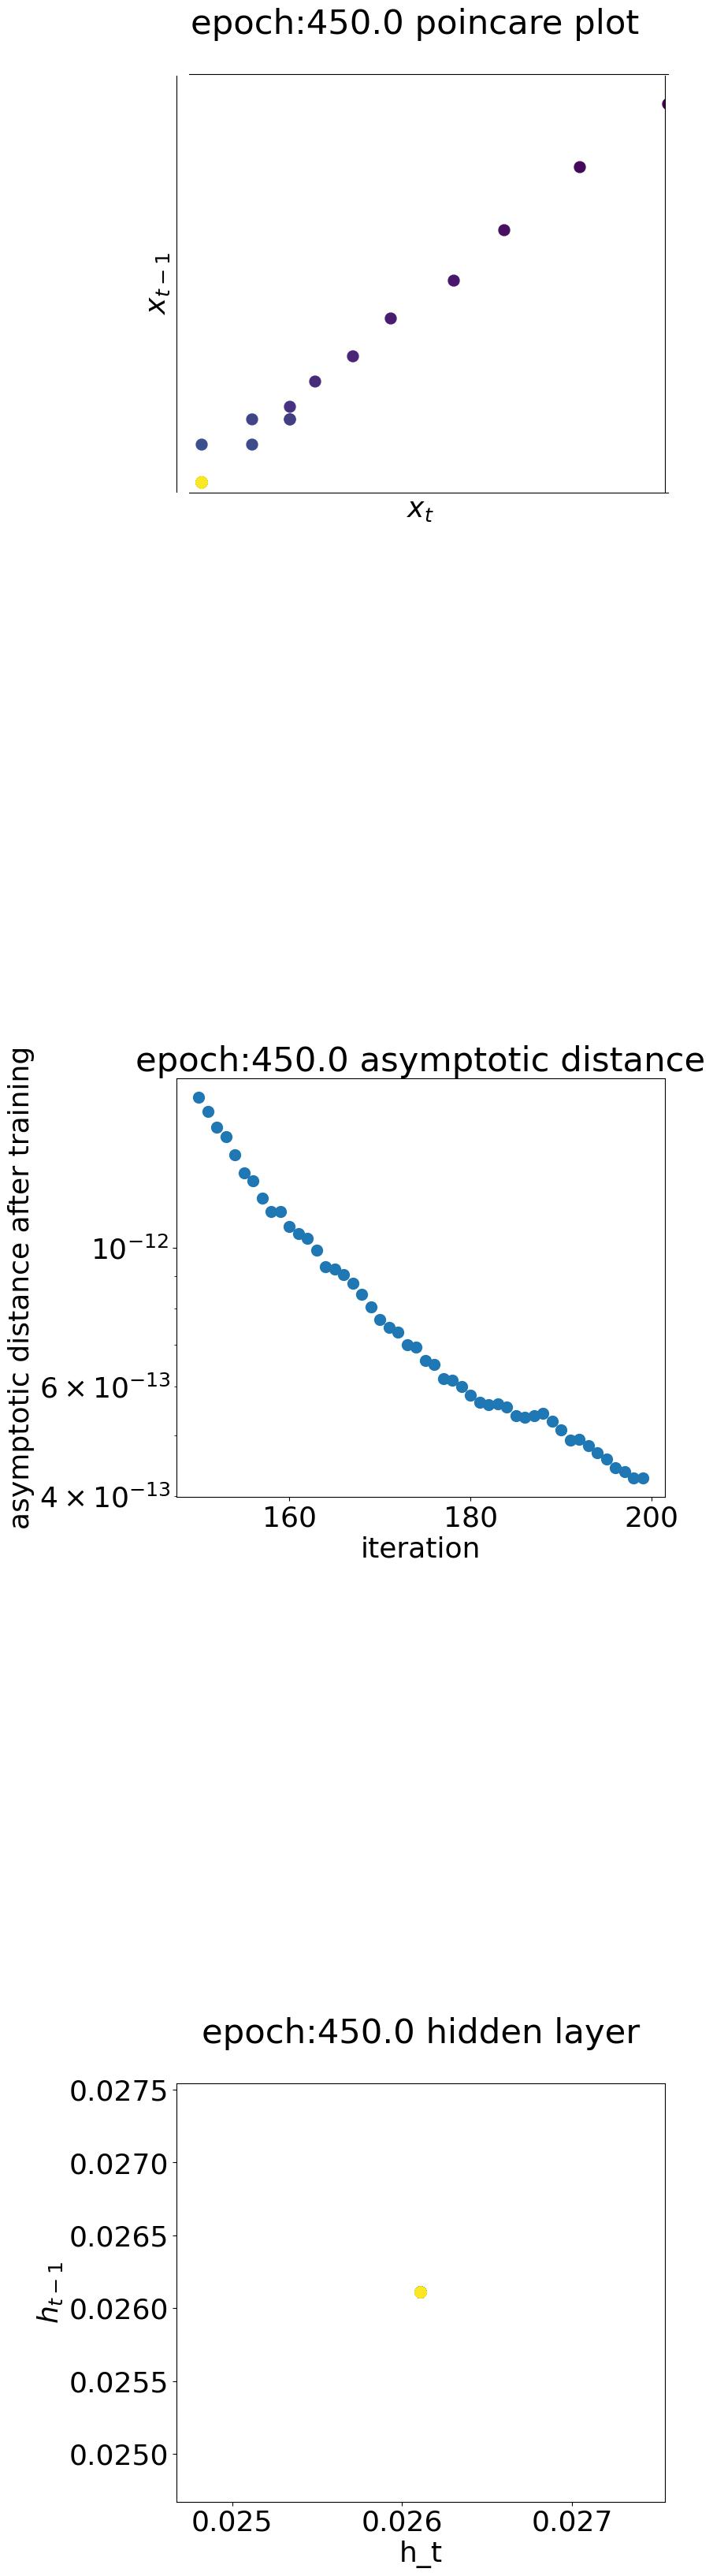 epoch:450.0 poincare plot
x_{t-1}
x_t
epoch:450.0 asymptotic distance
asymptotic distance after training
10^{-12}
6 × 10^{-13}
4 × 10^{-13}
160 180 200
iteration
epoch:450.0 hidden layer
h_{t-1}
0.0275
0.0270
0.0265
0.0260
0.0255
0.0250
0.025 0.026 0.027
h_t